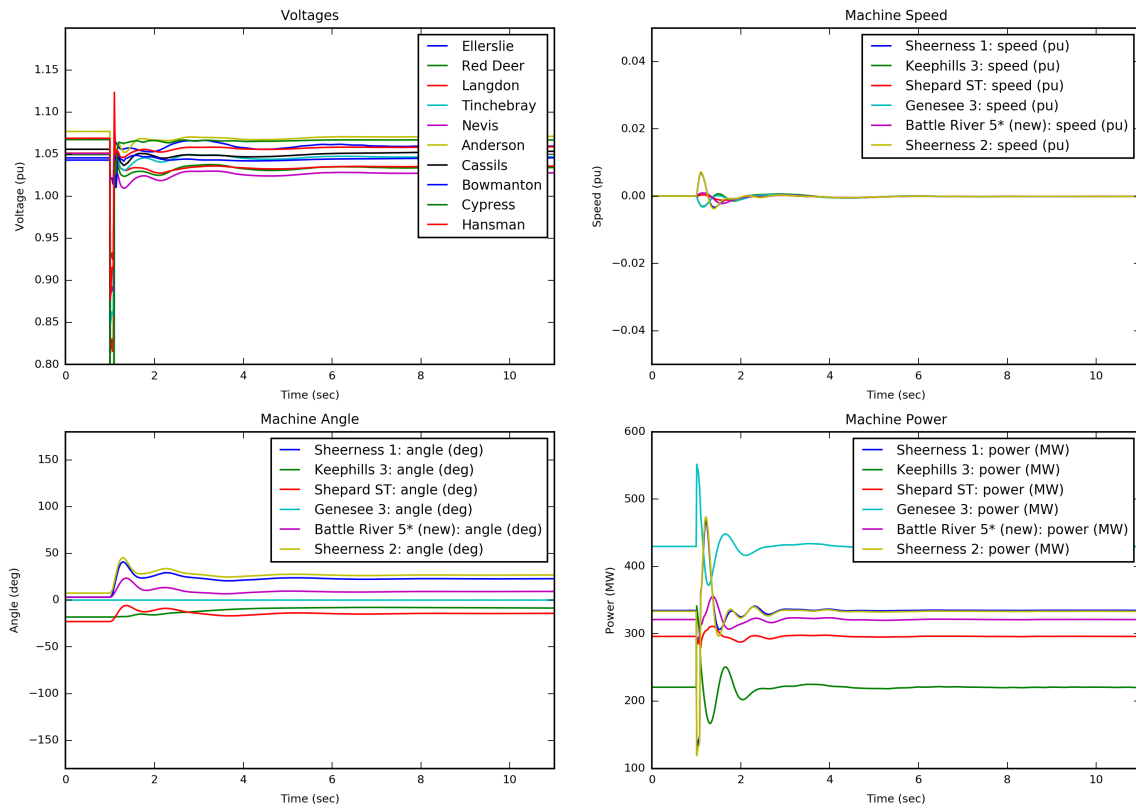 Voltages
Voltage (pu)
1.15
1.10
1.05
1.00
0.95
0.90
0.85
0.80
Ellerslie
Red Deer
Langdon
Tinchebray
Nevis
Anderson
Cassils
Bowmanton
Cypress
Hansman
0 2 4 6 8 10
Time (sec)
Machine Speed
Speed (pu)
0.04
0.02
0.00
−0.02
−0.04
Sheerness 1: speed (pu)
Keephills 3: speed (pu)
Shepard ST: speed (pu)
Genesee 3: speed (pu)
Battle River 5* (new): speed (pu)
Sheerness 2: speed (pu)
0 2 4 6 8 10
Time (sec)
Machine Angle
Angle (deg)
150
100
50
0
−50
−100
−150
Sheerness 1: angle (deg)
Keephills 3: angle (deg)
Shepard ST: angle (deg)
Genesee 3: angle (deg)
Battle River 5* (new): angle (deg)
Sheerness 2: angle (deg)
0 2 4 6 8 10
Time (sec)
Machine Power
Power (MW)
600
500
400
300
200
100
Sheerness 1: power (MW)
Keephills 3: power (MW)
Shepard ST: power (MW)
Genesee 3: power (MW)
Battle River 5* (new): power (MW)
Sheerness 2: power (MW)
0 2 4 6 8 10
Time (sec)